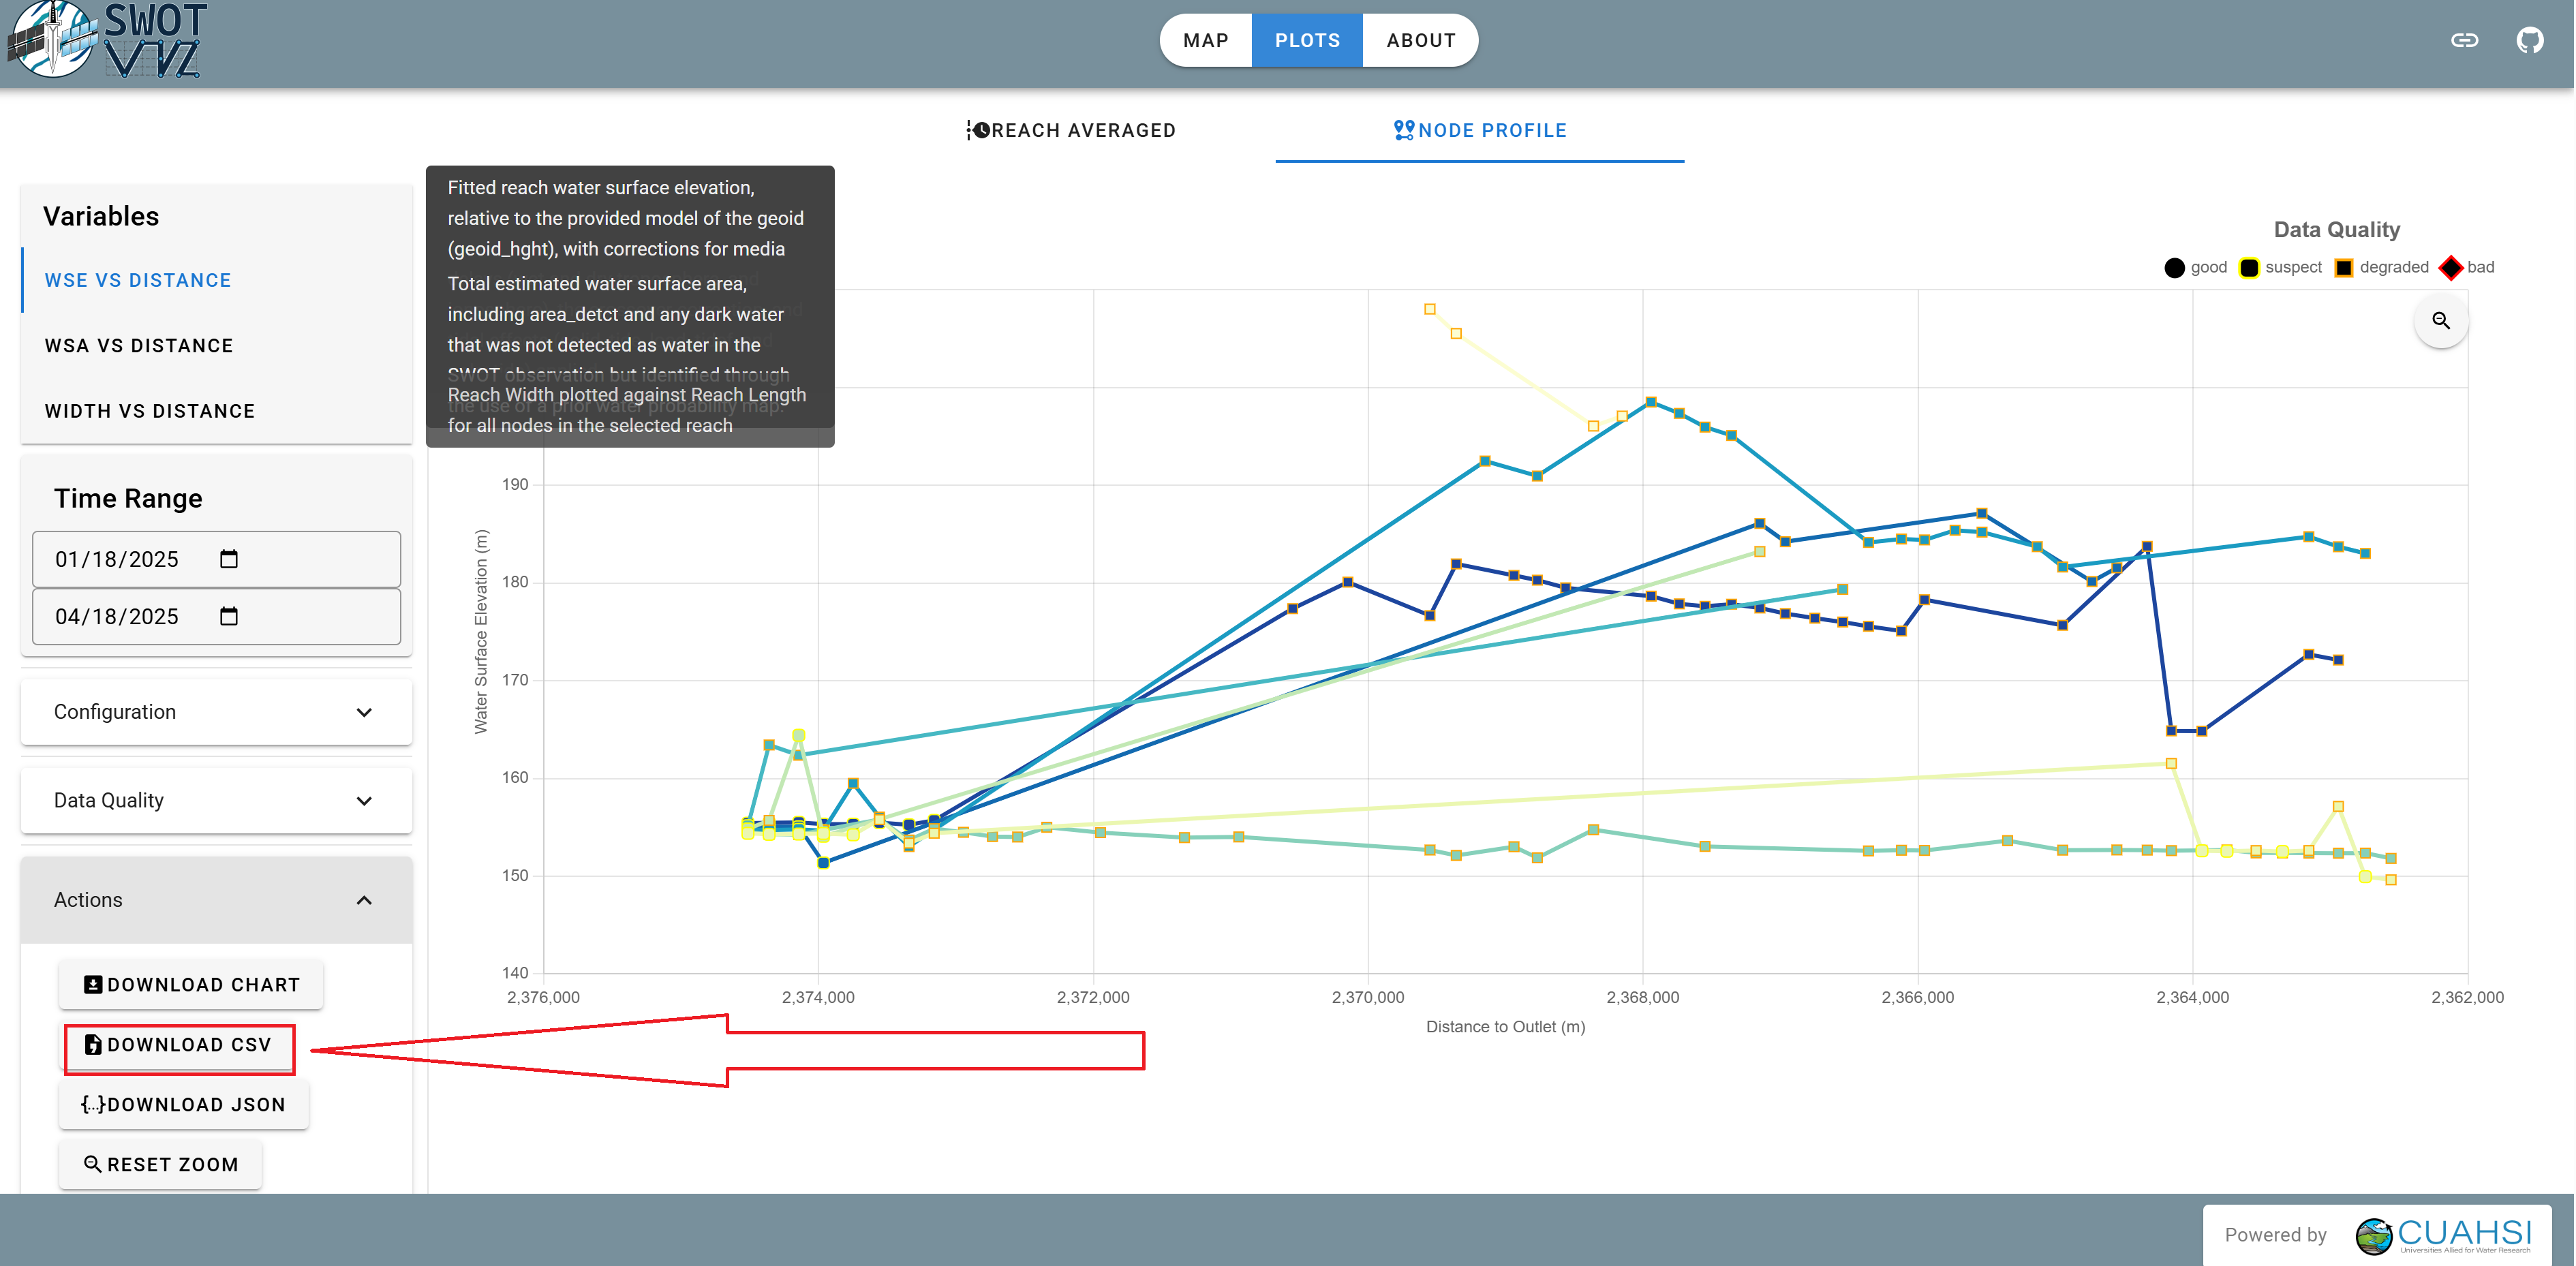 SWOT
VIZ
MAP
PLOTS
ABOUT
REACH AVERAGED
NODE PROFILE
Variables
WSE VS DISTANCE
WSA VS DISTANCE
WIDTH VS DISTANCE
Fitted reach water surface elevation,
relative to the provided model of the geoid
(geoid_hght), with corrections for media
Total estimated water surface area,
including area_detct and any dark water
that was not detected as water in the
SWOT observation but identified through
the use of a prior water probability map.
Reach Width plotted against Reach Length
for all nodes in the selected reach
Time Range
01/18/2025
04/18/2025
Configuration
Data Quality
Actions
DOWNLOAD CHART
DOWNLOAD CSV
{...}DOWNLOAD JSON
RESET ZOOM
Data Quality
good
suspect
degraded
bad
Water Surface Elevation (m)
190
180
170
160
150
140
2,376,000
2,374,000
2,372,000
2,370,000
2,368,000
2,366,000
2,364,000
2,362,000
Distance to Outlet (m)
Powered by
CUAHSI
Universities Allied for Water Research